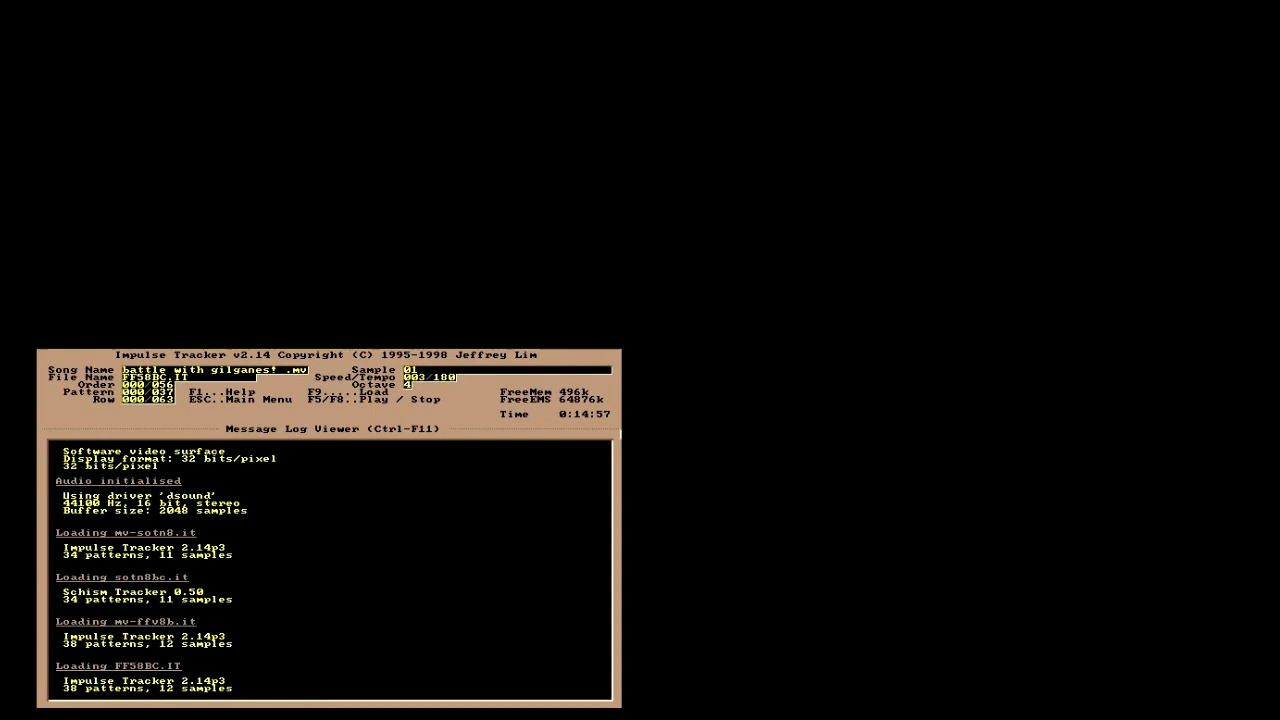 Impulse Tracker v2.14 Copyright (C) 1995-1998 Jeffrey Lim
Song Name battle with gilganes! .mv Sample 01
File Name FF58BC.IT Speed/Tempo 003/180
Order 000/056 Octave 4
Pattern 000/037 F1...Help F9.....Load FreeMem 496k
Row 000/063 ESC..Main Menu F5/F8..Play / Stop FreeEMS 64876k
Time 0:14:57
Message Log Viewer (Ctrl-F11)
Software video surface
Display format: 32 bits/pixel
32 bits/pixel
Audio initialised
Using driver 'dsound'
44100 Hz, 16 bit, stereo
Buffer size: 2048 samples
Loading mv-sotn8.it
Impulse Tracker 2.14p3
34 patterns, 11 samples
Loading sotn8bc.it
Schism Tracker 0.50
34 patterns, 11 samples
Loading mv-ffv8b.it
Impulse Tracker 2.14p3
38 patterns, 12 samples
Loading FF58BC.IT
Impulse Tracker 2.14p3
38 patterns, 12 samples